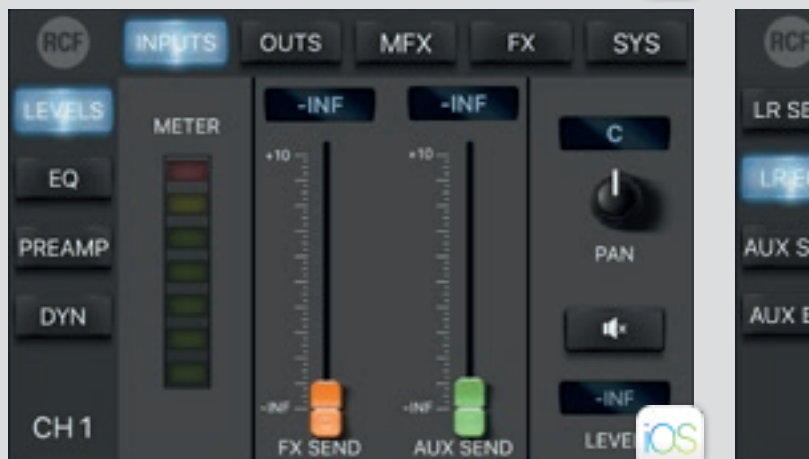 RCF
INPUTS
OUTS
MFX
FX
SYS
LEVELS
EQ
PREAMP
DYN
CH 1
METER
-INF
+10
-INF
FX SEND
-INF
+10
-INF
AUX SEND
C
PAN
-INF
LEVEL
iOS
RCF
LR SE
LR E
AUX S
AUX E